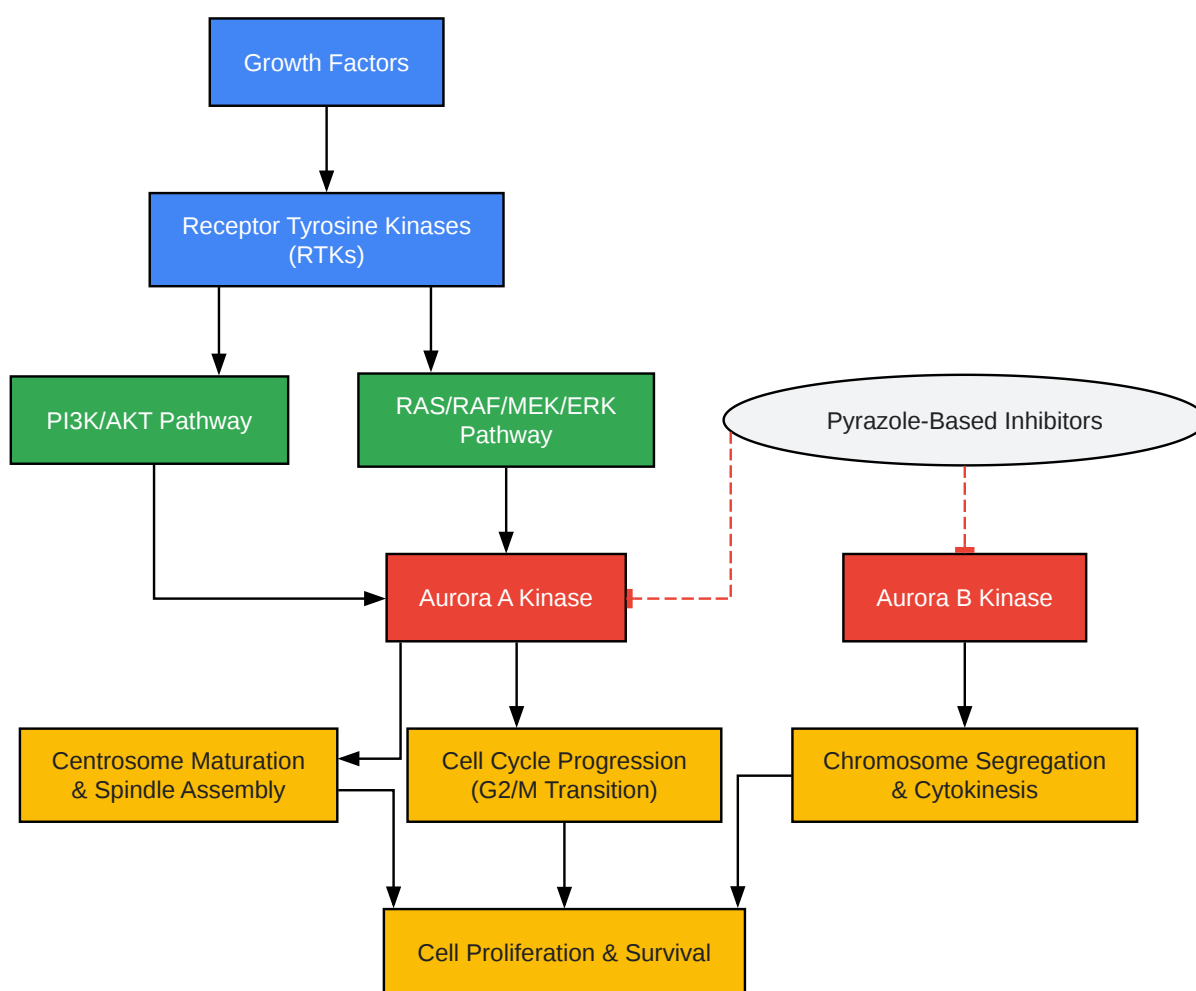 Growth Factors
Receptor Tyrosine Kinases
(RTKs)
PI3K/AKT Pathway
RAS/RAF/MEK/ERK
Pathway
Pyrazole-Based Inhibitors
Aurora A Kinase
Aurora B Kinase
Centrosome Maturation
& Spindle Assembly
Cell Cycle Progression
(G2/M Transition)
Chromosome Segregation
& Cytokinesis
Cell Proliferation & Survival